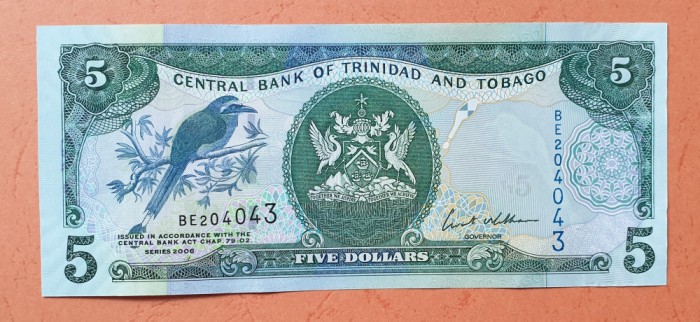 5 5
CENTRAL BANK OF TRINIDAD AND TOBAGO
BE204043
BE204043
ISSUED IN ACCORDANCE WITH THE
CENTRAL BANK ACT CHAP. 79:02.
SERIES 2006
GOVERNOR
5 FIVE DOLLARS 5